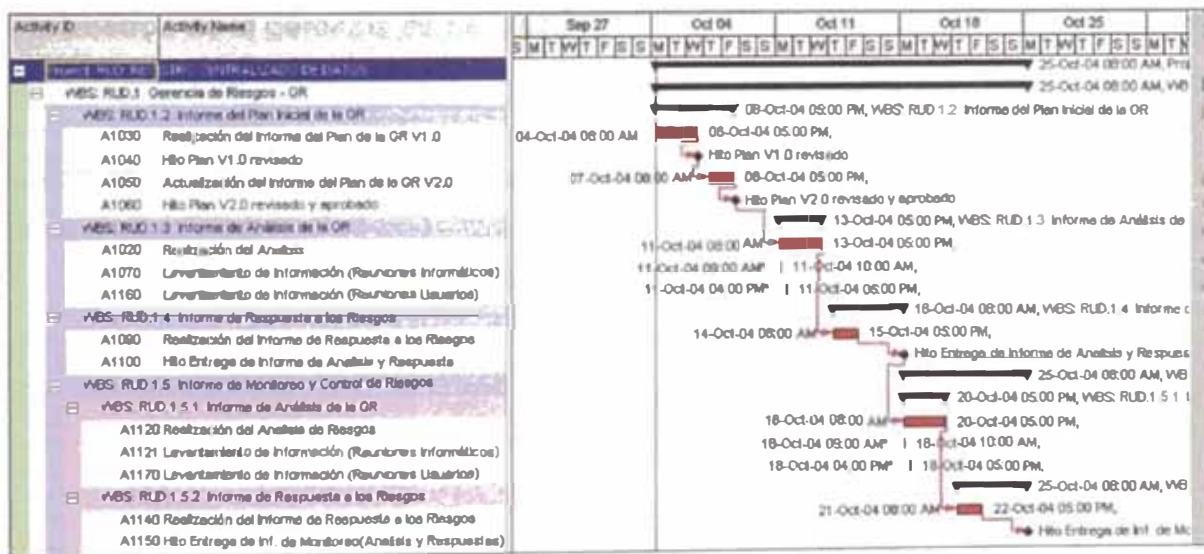 Activity ID Activity Name Sep 27 Oct 04 Oct 11 Oct 18 Oct 25
S M T W T F S S M T W T F S S M T W T F S S M T W T F S S M T W T F S S M T
CENTRALIZADO DE DATOS 25-Oct-04 08:00 AM,
WBS: RUD.1 Gerencia de Riesgos - GR 25-Oct-04 08:00 AM, WB
WBS: RUD.1.2 Informe del Plan Inicial de la GR 08-Oct-04 05:00 PM, WBS: RUD.1.2 Informe del Plan Inicial de la GR
A1030 Realización del Informe del Plan de la GR V1.0 04-Oct-04 08:00 AM 06-Oct-04 05:00 PM,
A1040 Hito Plan V1.0 revisado Hito Plan V1.0 revisado
A1050 Actualización del Informe del Plan de la GR V2.0 07-Oct-04 08:00 AM 08-Oct-04 05:00 PM,
A1060 Hito Plan V2.0 revisado y aprobado Hito Plan V2.0 revisado y aprobado
WBS: RUD.1.3 Informe de Análisis de la GR 13-Oct-04 05:00 PM, WBS: RUD.1.3 Informe de Análisis de
A1020 Realización del Analisis 11-Oct-04 08:00 AM 13-Oct-04 05:00 PM,
A1070 Levantamiento de Información (Reuniones Informáticos) 11-Oct-04 09:00 AM* 11-Oct-04 10:00 AM,
A1160 Levantamiento de Información (Reuniones Usuarios) 11-Oct-04 04:00 PM* 11-Oct-04 05:00 PM,
WBS: RUD.1.4 Informe de Respuesta a los Riesgos 18-Oct-04 08:00 AM, WBS: RUD.1.4 Informe
A1090 Realización del Informe de Respuesta a los Riesgos 14-Oct-04 08:00 AM 15-Oct-04 05:00 PM,
A1100 Hito Entrega de Informe de Analisis y Respuesta Hito Entrega de Informe de Analisis y Respues
WBS: RUD.1.5 Informe de Monitoreo y Control de Riesgos 25-Oct-04 08:00 AM, WB
WBS: RUD.1.5.1 Informe de Análisis de la GR 20-Oct-04 05:00 PM, WBS: RUD.1.5.1
A1120 Realización del Analisis de Riesgos 18-Oct-04 08:00 AM 20-Oct-04 05:00 PM,
A1121 Levantamiento de Información (Reuniones Informáticos) 18-Oct-04 09:00 AM* 18-Oct-04 10:00 AM,
A1170 Levantamiento de Información (Reuniones Usuarios) 18-Oct-04 04:00 PM* 18-Oct-04 05:00 PM,
WBS: RUD.1.5.2 Informe de Respuesta a los Riesgos 25-Oct-04 08:00 AM, WB
A1140 Realización del Informe de Respuesta a los Riesgos 21-Oct-04 08:00 AM 22-Oct-04 05:00 PM,
A1150 Hito Entrega de Inf. de Monitoreo(Analisis y Respuestas) Hito Entrega de Inf. de Mo